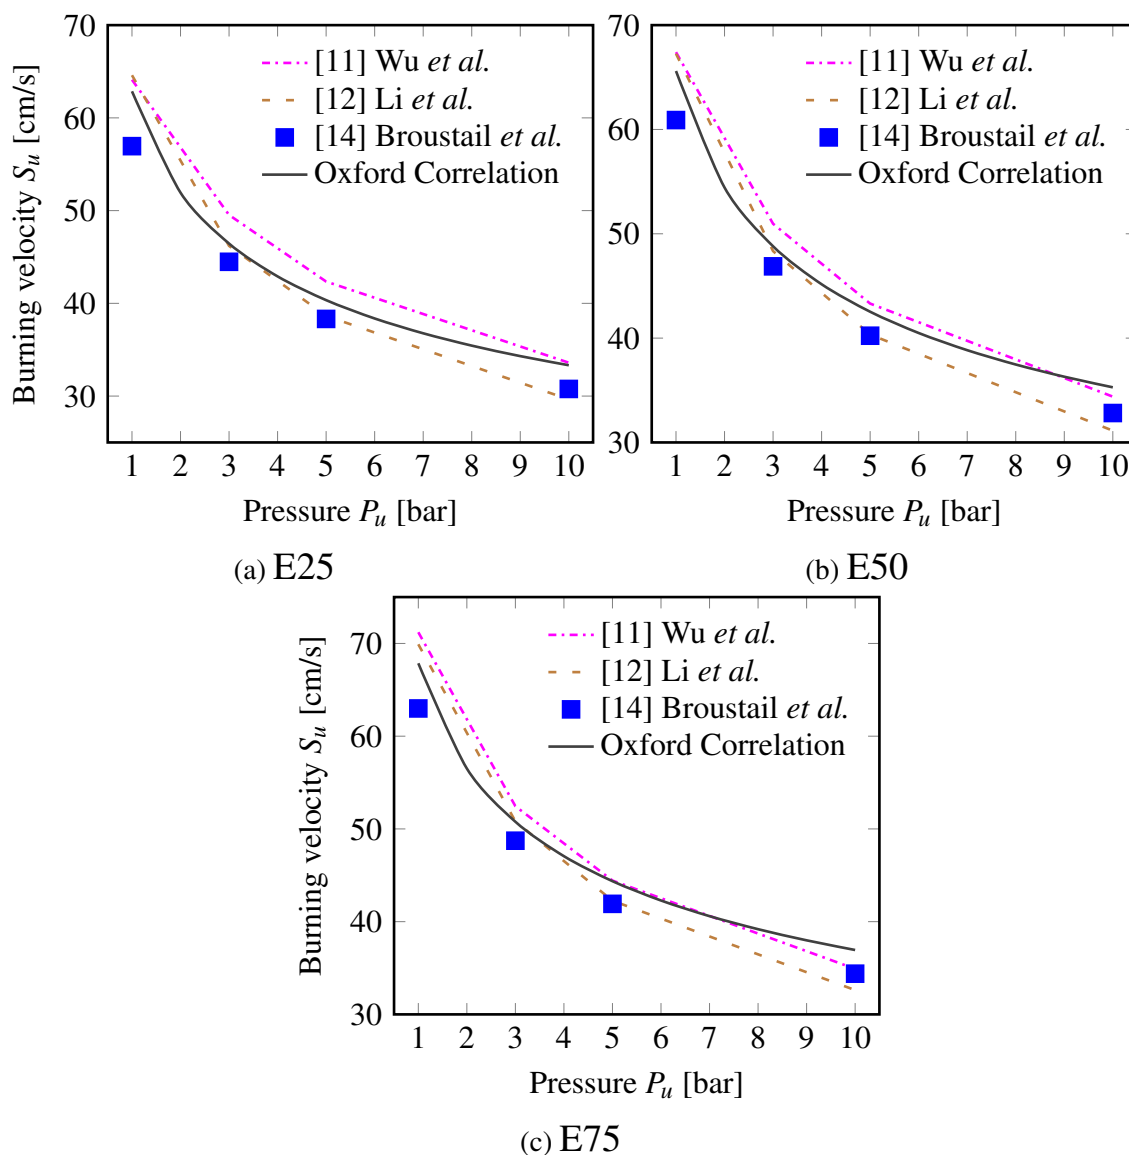 70
60
50
40
30
Burning velocity Su [cm/s]
[11] Wu et al.
[12] Li et al.
[14] Broustail et al.
Oxford Correlation
1 2 3 4 5 6 7 8 9 10
Pressure Pu [bar]
(a) E25
70
60
50
40
30
[11] Wu et al.
[12] Li et al.
[14] Broustail et al.
Oxford Correlation
1 2 3 4 5 6 7 8 9 10
Pressure Pu [bar]
(b) E50
70
60
50
40
30
Burning velocity Su [cm/s]
[11] Wu et al.
[12] Li et al.
[14] Broustail et al.
Oxford Correlation
1 2 3 4 5 6 7 8 9 10
Pressure Pu [bar]
(c) E75